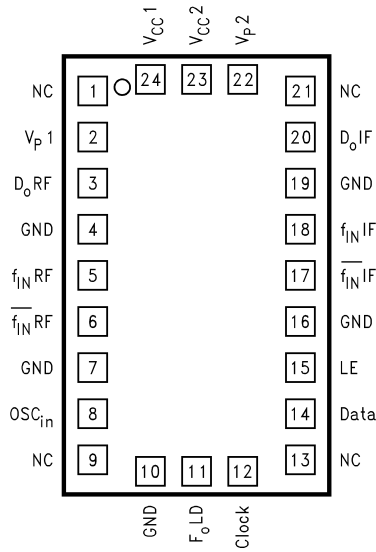 VCC1 VCC2 VP2
24 23 22
NC 1 21 NC
VP1 2 20 DoIF
DoRF 3 19 GND
GND 4 18 fINIF
fINRF 5 17 f̅I̅N̅IF
f̅I̅N̅RF 6 16 GND
GND 7 15 LE
OSCin 8 14 Data
NC 9 13 NC
10 11 12
GND FoLD Clock